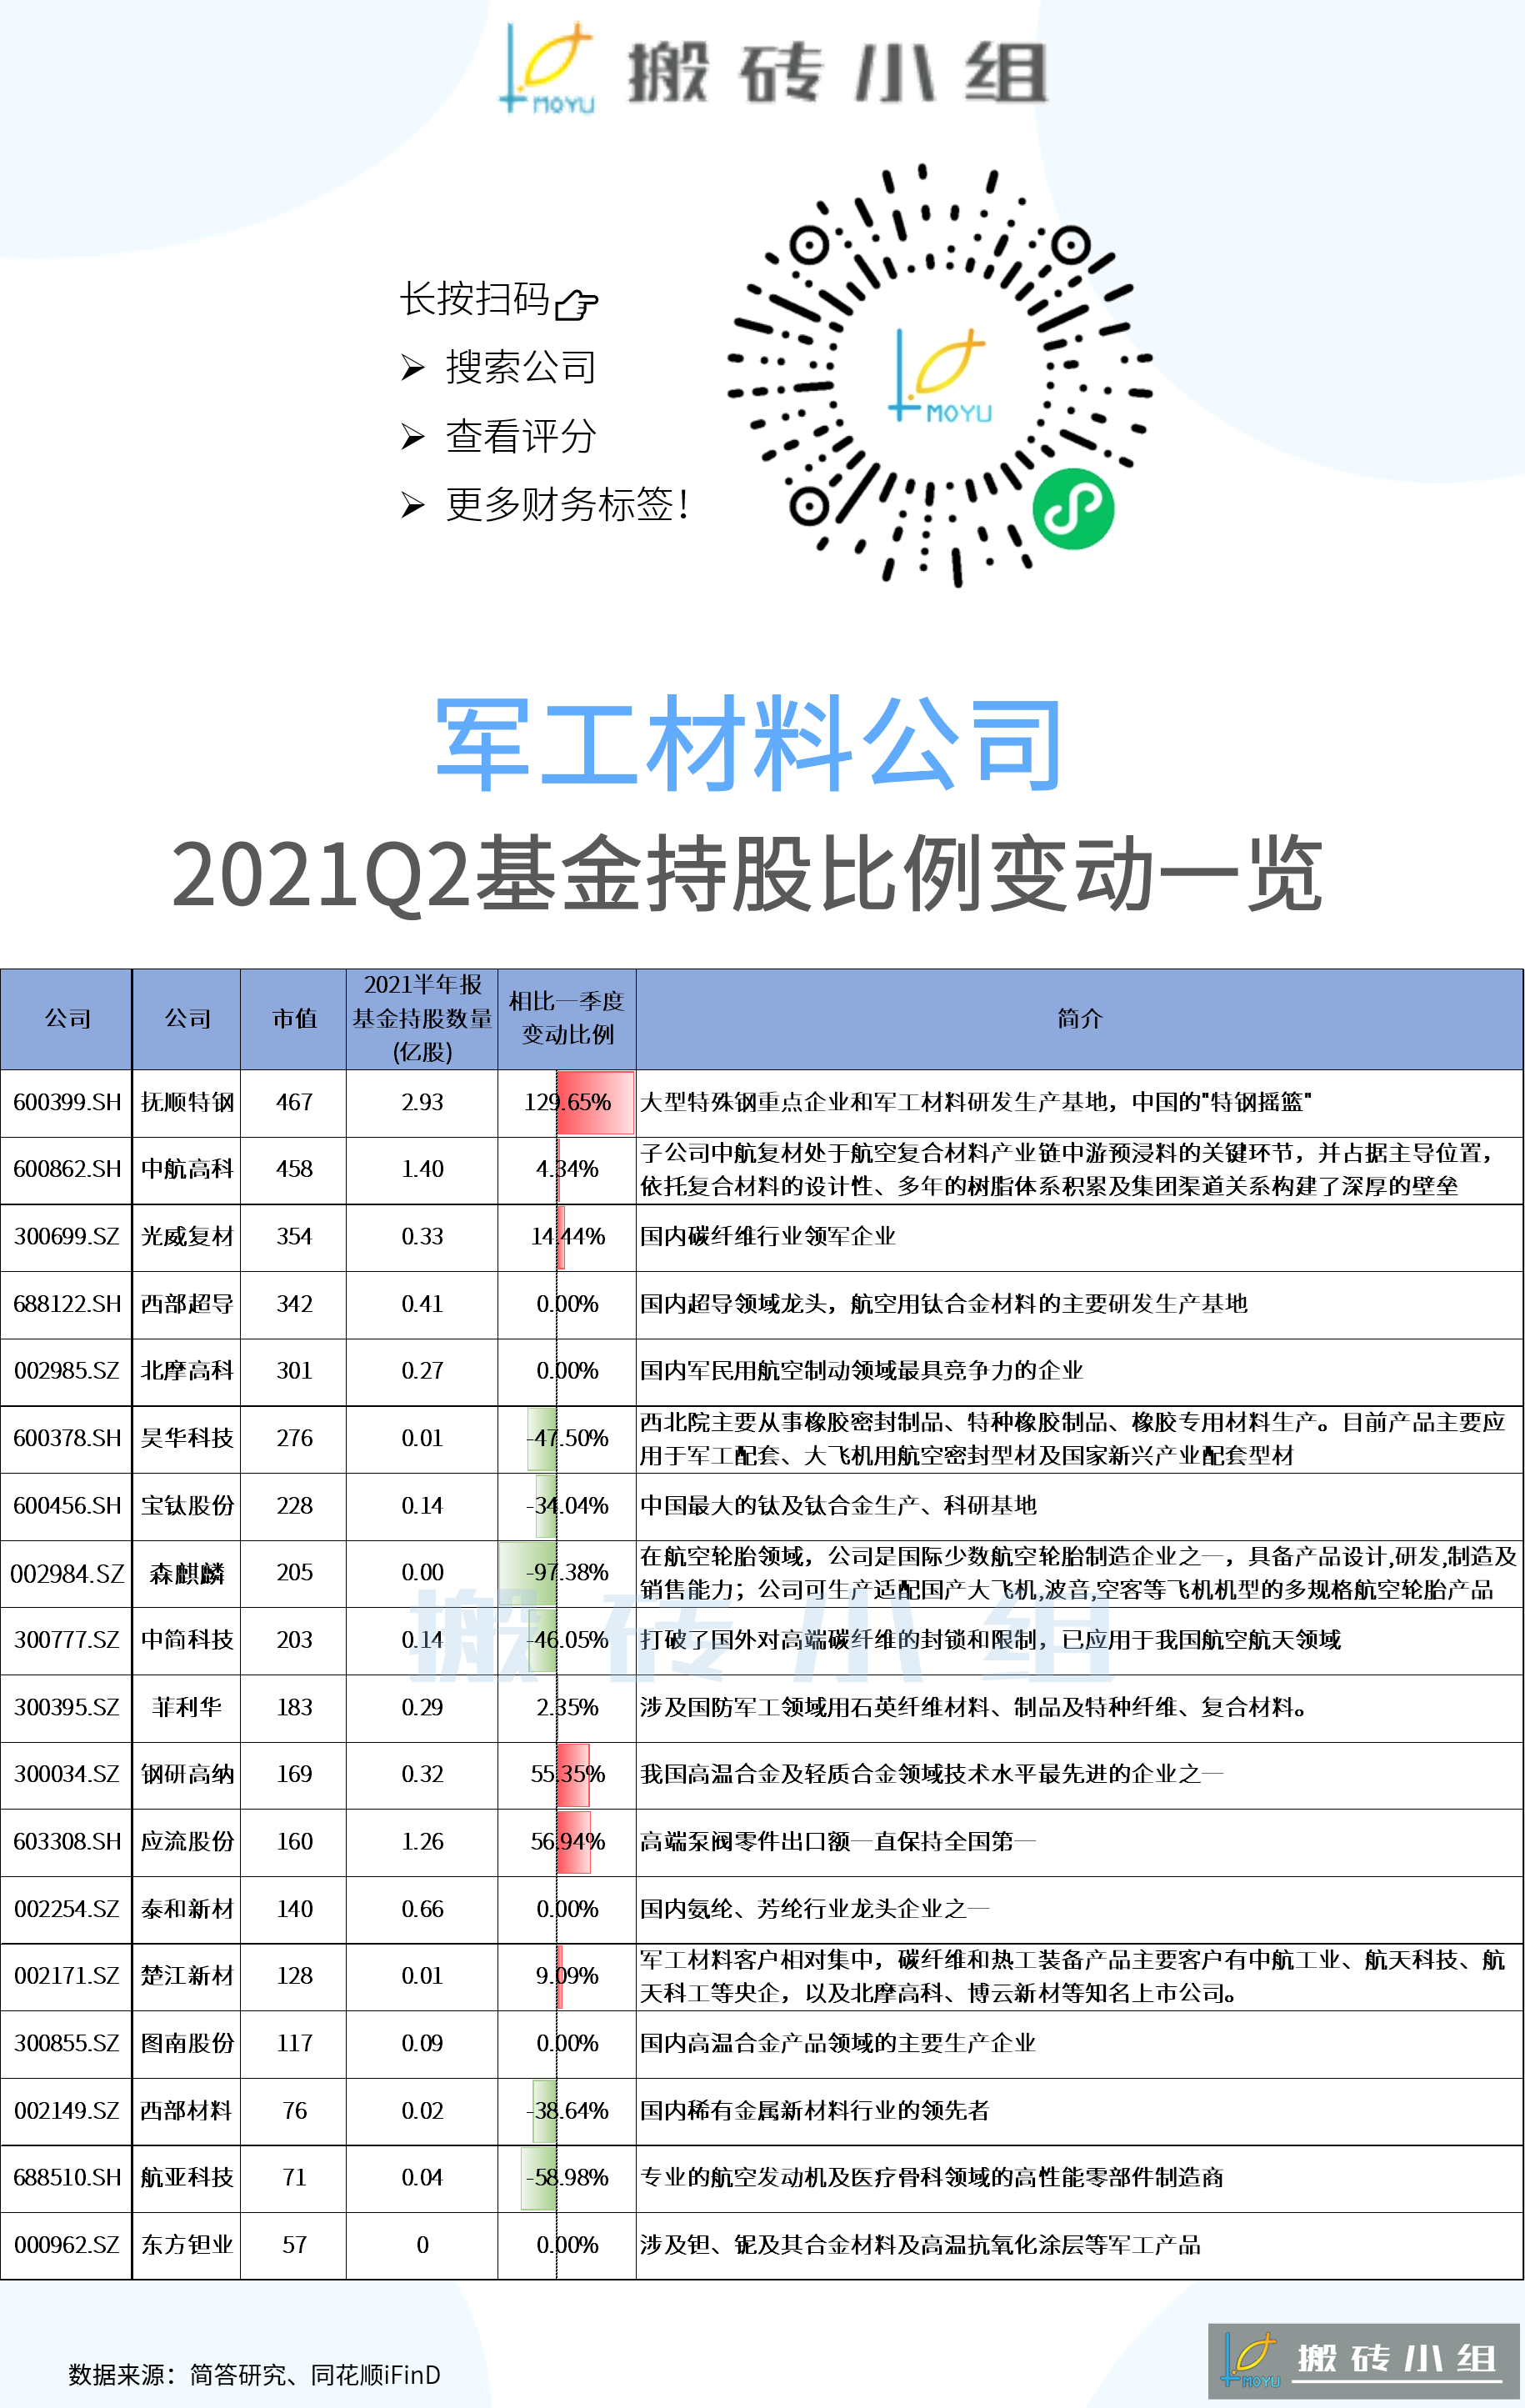 MOYU 搬砖小组
长按扫码
搜索公司
查看评分
更多财务标签！
MOYU
军工材料公司
2021Q2基金持股比例变动一览
公司 公司 市值 2021半年报基金持股数量(亿股) 相比一季度变动比例 简介
600399.SH 抚顺特钢 467 2.93 129.65% 大型特殊钢重点企业和军工材料研发生产基地，中国的"特钢摇篮"
600862.SH 中航高科 458 1.40 4.34% 子公司中航复材处于航空复合材料产业链中游预浸料的关键环节，并占据主导位置，
依托复合材料的设计性、多年的树脂体系积累及集团渠道关系构建了深厚的壁垒
300699.SZ 光威复材 354 0.33 14.44% 国内碳纤维行业领军企业
688122.SH 西部超导 342 0.41 0.00% 国内超导领域龙头，航空用钛合金材料的主要研发生产基地
002985.SZ 北摩高科 301 0.27 0.00% 国内军民用航空制动领域最具竞争力的企业
600378.SH 昊华科技 276 0.01 -47.50% 西北院主要从事橡胶密封制品、特种橡胶制品、橡胶专用材料生产。目前产品主要应
用于军工配套、大飞机用航空密封型材及国家新兴产业配套型材
600456.SH 宝钛股份 228 0.14 -34.04% 中国最大的钛及钛合金生产、科研基地
002984.SZ 森麒麟 205 0.00 -97.38% 在航空轮胎领域，公司是国际少数航空轮胎制造企业之一，具备产品设计,研发,制造及
销售能力；公司可生产适配国产大飞机,波音,空客等飞机机型的多规格航空轮胎产品
搬砖小组
300777.SZ 中简科技 203 0.14 -46.05% 打破了国外对高端碳纤维的封锁和限制，已应用于我国航空航天领域
300395.SZ 菲利华 183 0.29 2.35% 涉及国防军工领域用石英纤维材料、制品及特种纤维、复合材料。
300034.SZ 钢研高纳 169 0.32 55.35% 我国高温合金及轻质合金领域技术水平最先进的企业之一
603308.SH 应流股份 160 1.26 56.94% 高端泵阀零件出口额一直保持全国第一
002254.SZ 泰和新材 140 0.66 0.00% 国内氨纶、芳纶行业龙头企业之一
002171.SZ 楚江新材 128 0.01 9.09% 军工材料客户相对集中，碳纤维和热工装备产品主要客户有中航工业、航天科技、航
天科工等央企，以及北摩高科、博云新材等知名上市公司。
300855.SZ 图南股份 117 0.09 0.00% 国内高温合金产品领域的主要生产企业
002149.SZ 西部材料 76 0.02 -38.64% 国内稀有金属新材料行业的领先者
688510.SH 航亚科技 71 0.04 -58.98% 专业的航空发动机及医疗骨科领域的高性能零部件制造商
000962.SZ 东方钽业 57 0 0.00% 涉及钽、铌及其合金材料及高温抗氧化涂层等军工产品
数据来源：简答研究、同花顺iFinD
MOYU 搬砖小组